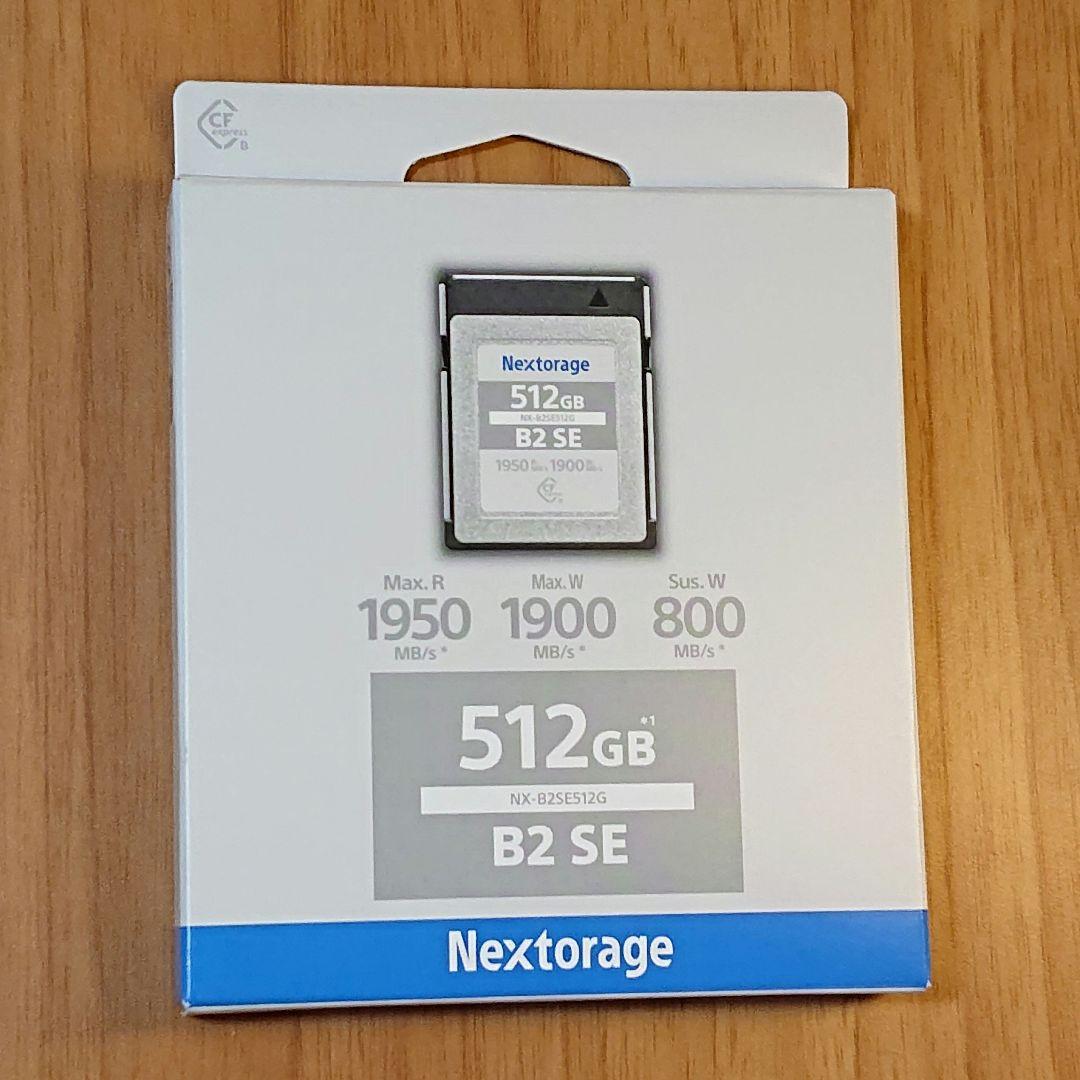 CF
express
B
Nextorage
512GB
NX-B2SE512G
B2 SE
1950 1900
CF
Max. R
1950
MB/s *
Max. W
1900
MB/s *
Sus. W
800
MB/s *
512GB*1
NX-B2SE512G
B2 SE
Nextorage